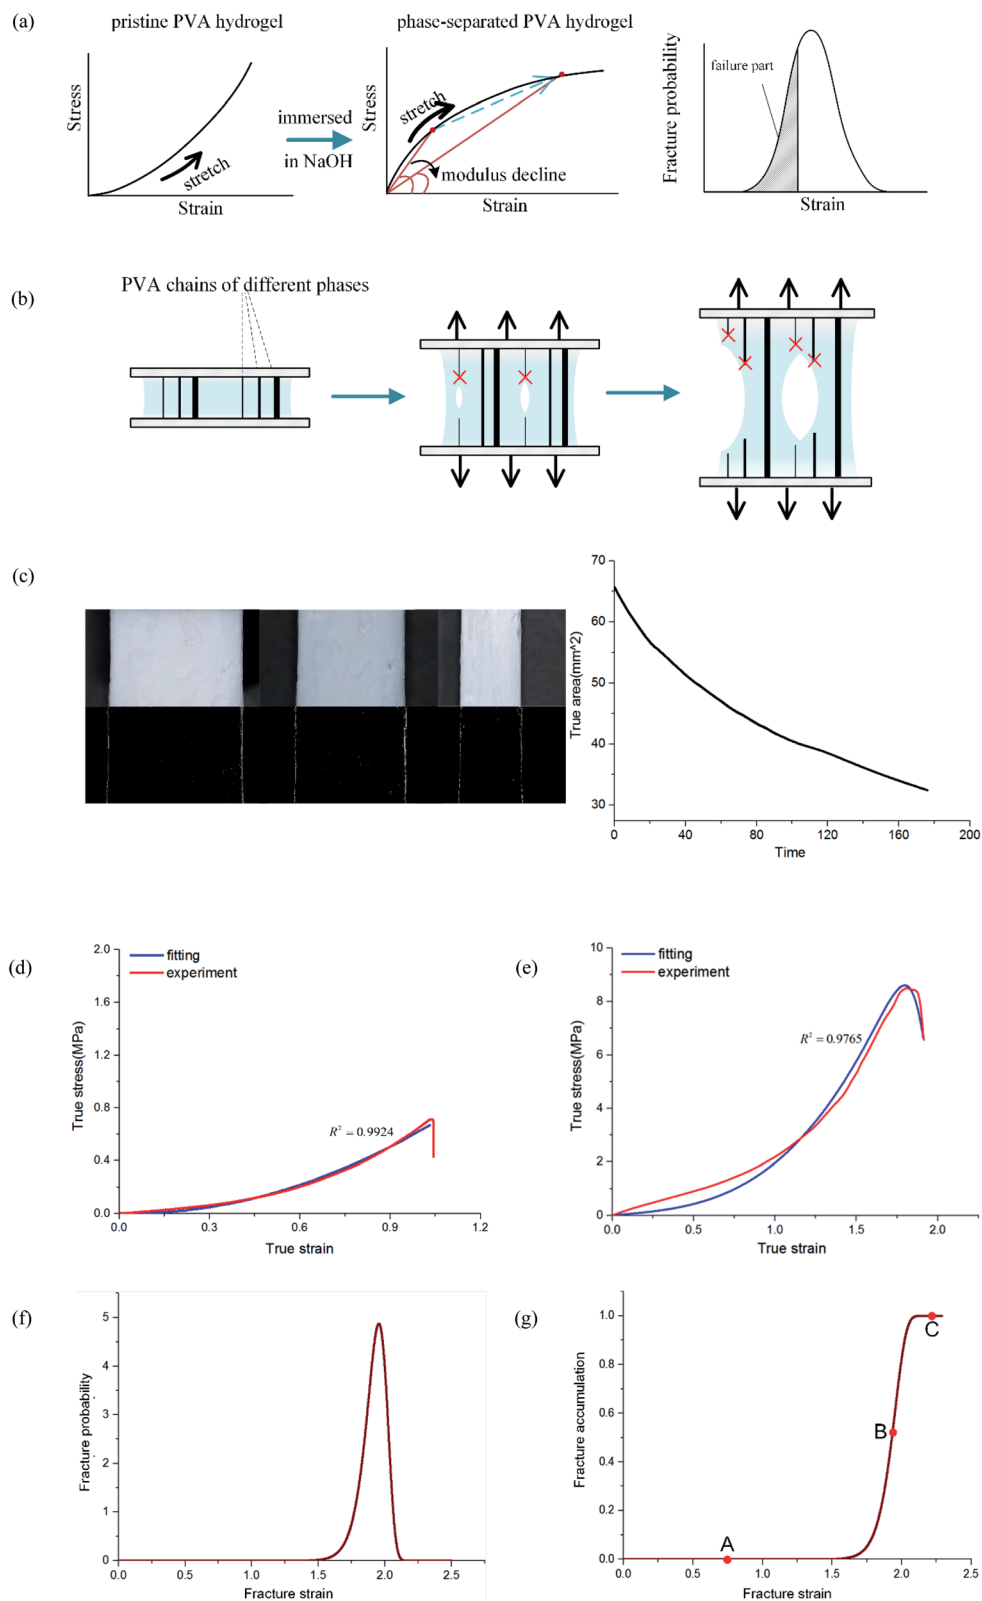 (a)
pristine PVA hydrogel
Stress
stretch
Strain
immersed
in NaOH
phase-separated PVA hydrogel
Stress
stretch
modulus decline
Strain
Fracture probability
failure part
Strain
(b)
PVA chains of different phases
(c)
True area(mm^2)
70
60
50
40
30
0 40 80 120 160 200
Time
(d)
fitting
experiment
True stress(MPa)
2.0
1.6
1.2
0.8
0.4
0.0
R² = 0.9924
0.0 0.3 0.6 0.9 1.2
True strain
(e)
fitting
experiment
True stress(MPa)
10
8
6
4
2
0
R² = 0.9765
0.0 0.5 1.0 1.5 2.0
True strain
(f)
Fracture probability
5
4
3
2
1
0
0.0 0.5 1.0 1.5 2.0 2.5
Fracture strain
(g)
Fracture accumulation
1.0
0.8
0.6
0.4
0.2
0.0
A
B
C
0.0 0.5 1.0 1.5 2.0 2.5
Fracture strain